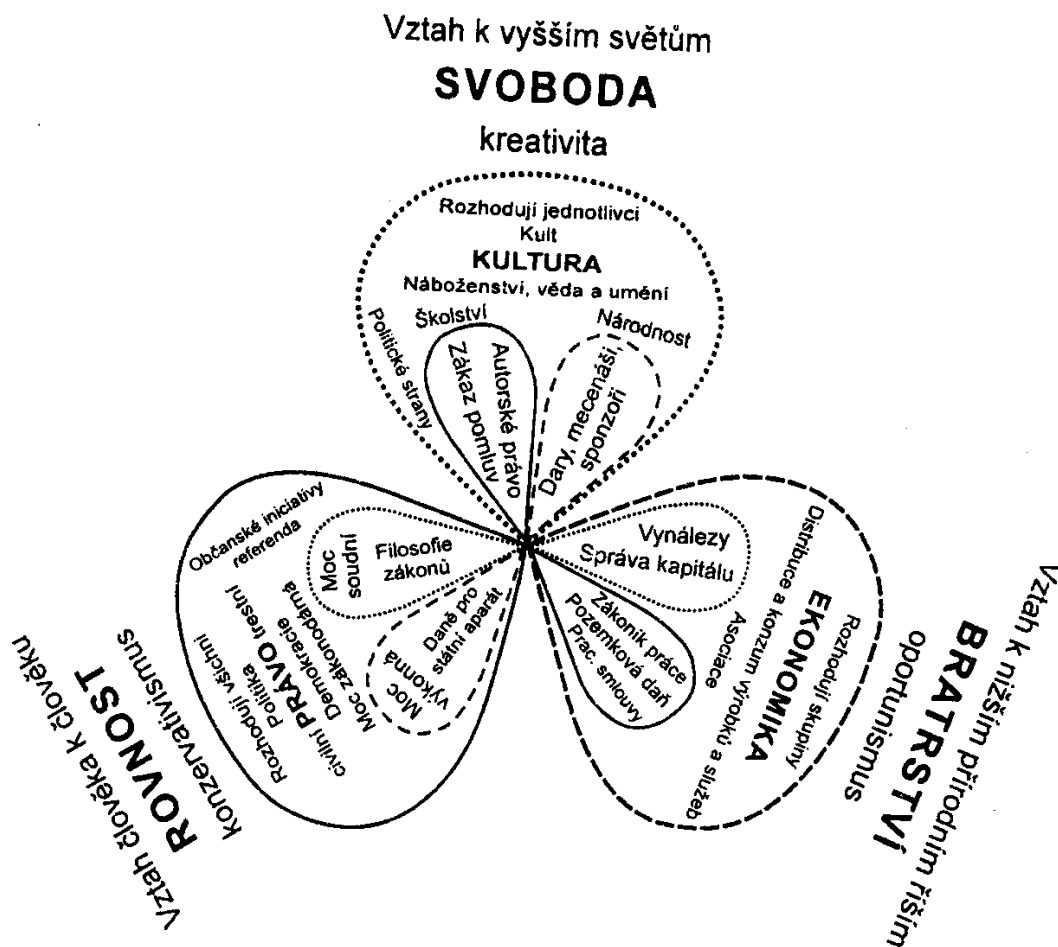 Vztah k vyšším světům
SVOBODA
kreativita
Rozhodují jednotlivci
Kult
KULTURA
Náboženství, věda a umění
Školství
Národnost
Politické strany
Zákaz pomluv
Autorské právo
Dary, mecenáši,
sponzoři
Občanské iniciativy
referenda
Moc
soudní
Filosofie
zákonů
Daně pro
státní aparát
Moc
výkonná
Moc zákonodárná
Demokracie
civilní PRÁVO trestní
Politika
Rozhodují všichni
konzervativismus
ROVNOST
Vztah člověka k člověku
Vynálezy
Správa kapitálu
Zákoník práce
Pozemková daň
Prac. smlouvy
Asociace
Distribuce a konzum výrobků a služeb
EKONOMIKA
Rozhodují skupiny
oportunismus
BRATRSTVÍ
Vztah k nižším přírodním říším